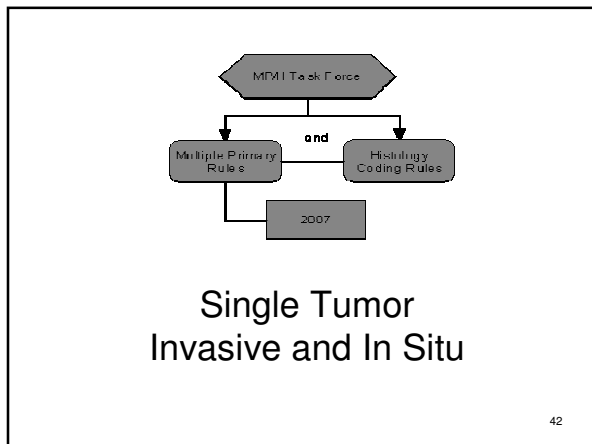 MP/H Task Force
and
Multiple Primary
Rules
Histology
Coding Rules
2007
Single Tumor
Invasive and In Situ
42